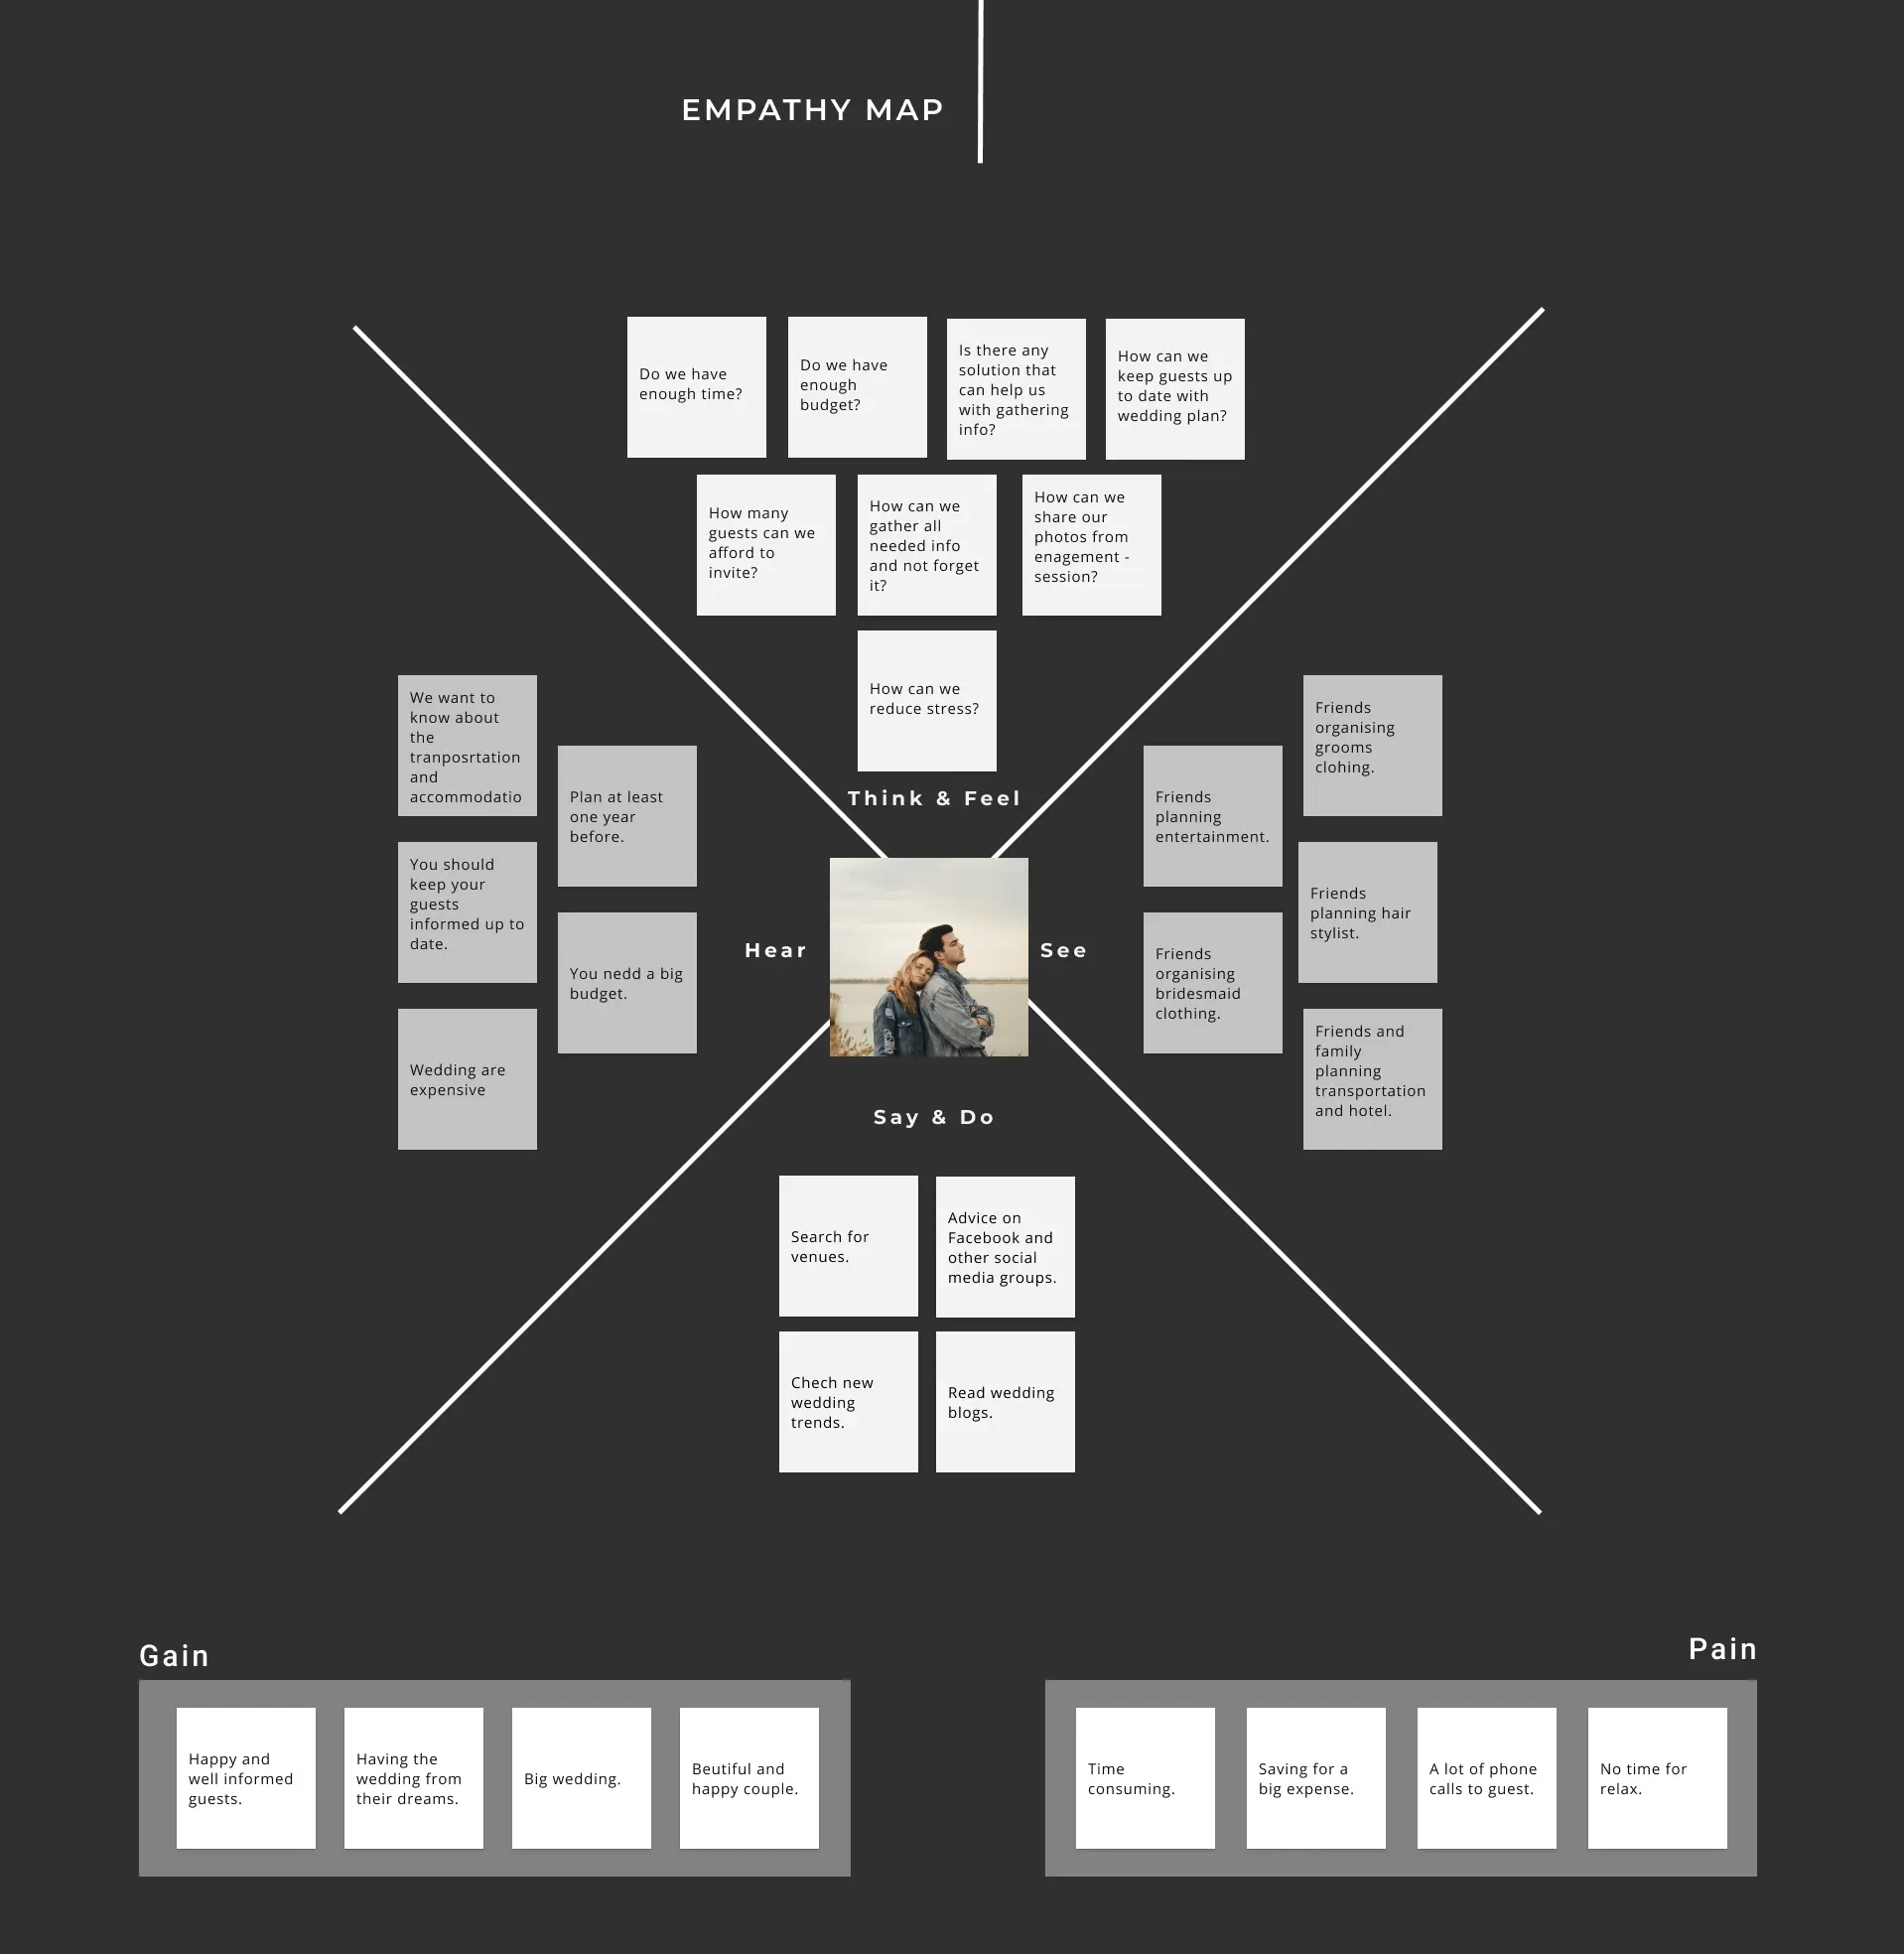 EMPATHY MAP
Do we have
enough time?
Do we have
enough
budget?
Is there any
solution that
can help us
with gathering
info?
How can we
keep guests up
to date with
wedding plan?
How many
guests can we
afford to
invite?
How can we
gather all
needed info
and not forget
it?
How can we
share our
photos from
enagement -
session?
How can we
reduce stress?
Think & Feel
We want to
know about
the
tranposrtation
and
accommodatio
Plan at least
one year
before.
You should
keep your
guests
informed up to
date.
You nedd a big
budget.
Wedding are
expensive
Hear
See
Friends
organising
grooms
clohing.
Friends
planning
entertainment.
Friends
planning hair
stylist.
Friends
organising
bridesmaid
clothing.
Friends and
family
planning
transportation
and hotel.
Say & Do
Search for
venues.
Advice on
Facebook and
other social
media groups.
Chech new
wedding
trends.
Read wedding
blogs.
Gain
Happy and
well informed
guests.
Having the
wedding from
their dreams.
Big wedding.
Beutiful and
happy couple.
Pain
Time
consuming.
Saving for a
big expense.
A lot of phone
calls to guest.
No time for
relax.